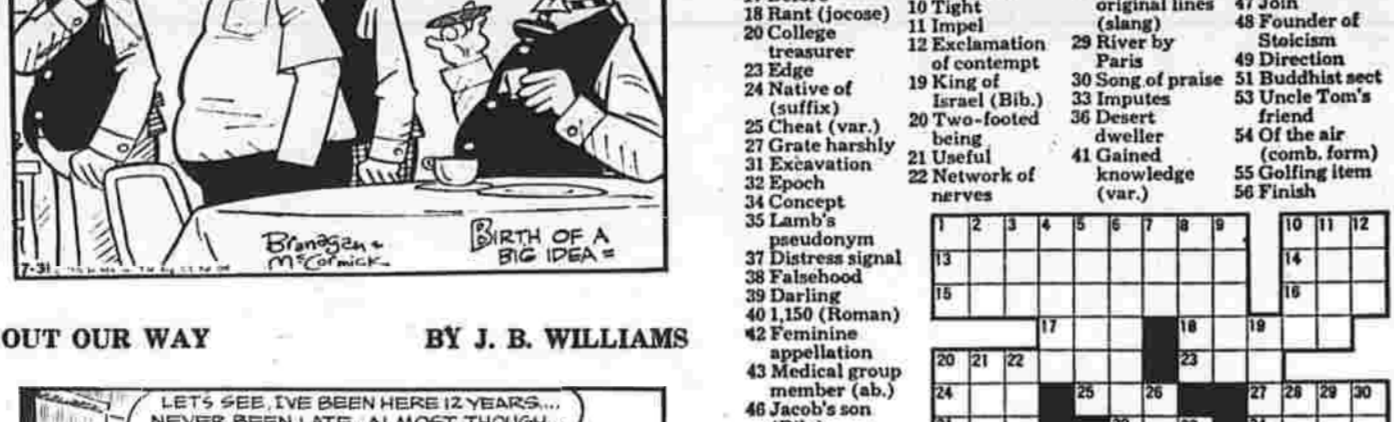 Branagan +
McCormick
BIRTH OF A
BIG IDEA =
7-31
OUT OUR WAY BY J. B. WILLIAMS
LET'S SEE, I'VE BEEN HERE 12 YEARS....
NEVER BEEN LATE, ALMOST THOUGH
18 Rant (jocose)
20 College
treasurer
23 Edge
24 Native of
(suffix)
25 Cheat (var.)
27 Grate harshly
31 Excavation
32 Epoch
34 Concept
35 Lamb's
pseudonym
37 Distress signal
38 Falsehood
39 Darling
40 1,150 (Roman)
42 Feminine
appellation
43 Medical group
member (ab.)
46 Jacob's son
10 Tight
11 Impel
12 Exclamation
of contempt
19 King of
Israel (Bib.)
20 Two-footed
being
21 Useful
22 Network of
nerves
original lines
(slang)
29 River by
Paris
30 Song of praise
33 Imputes
36 Desert
dweller
41 Gained
knowledge
(var.)
47 Join
48 Founder of
Stoicism
49 Direction
51 Buddhist sect
53 Uncle Tom's
friend
54 Of the air
(comb. form)
55 Golfing item
56 Finish
1 2 3 4 5 6 7 8 9 10 11 12
13 14
15 16
17 18 19
20 21 22 23
24 25 26 27 28 29 30